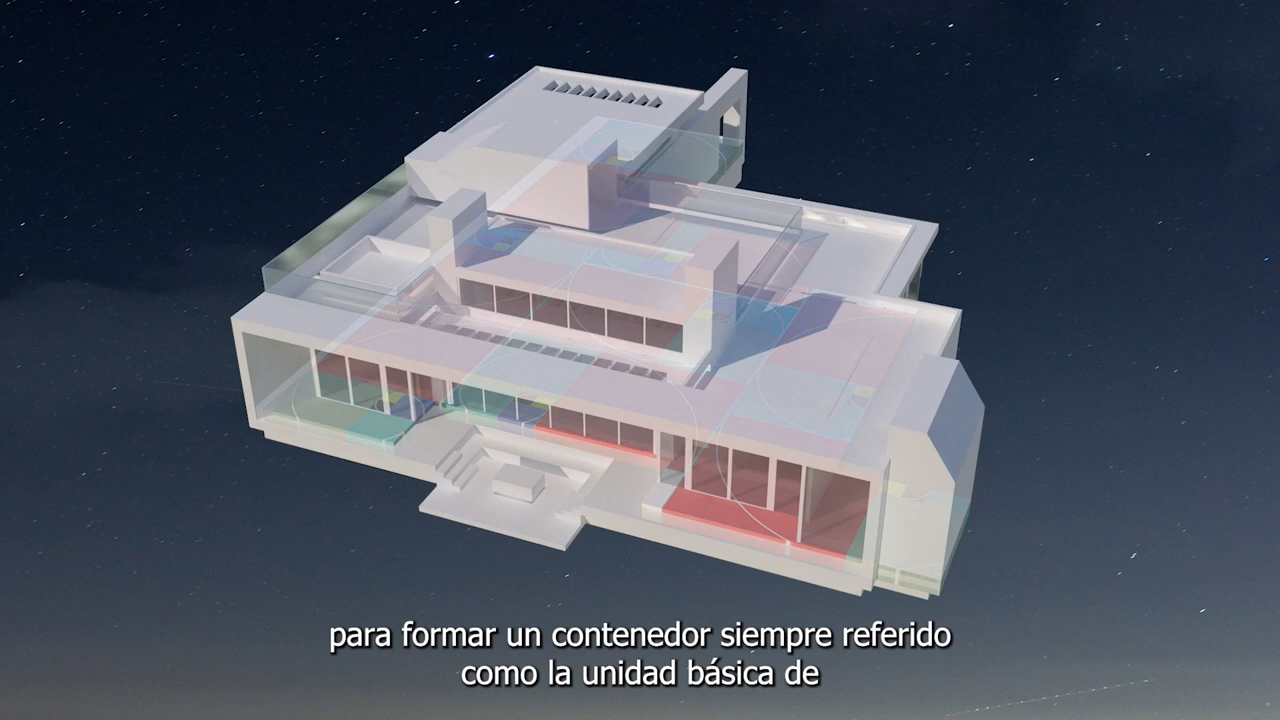 para formar un contenedor siempre referido
como la unidad básica de